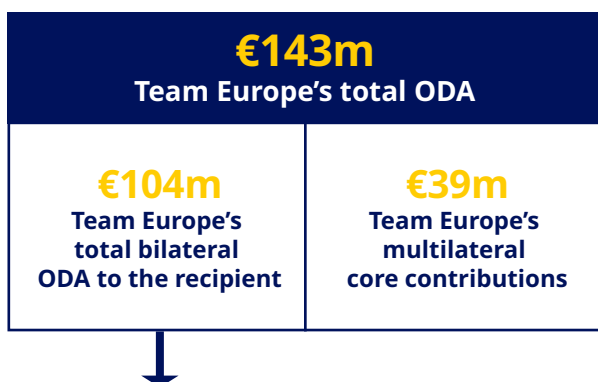 €143m
Team Europe’s total ODA
€104m
Team Europe’s
total bilateral
ODA to the recipient
€39m
Team Europe’s
multilateral
core contributions